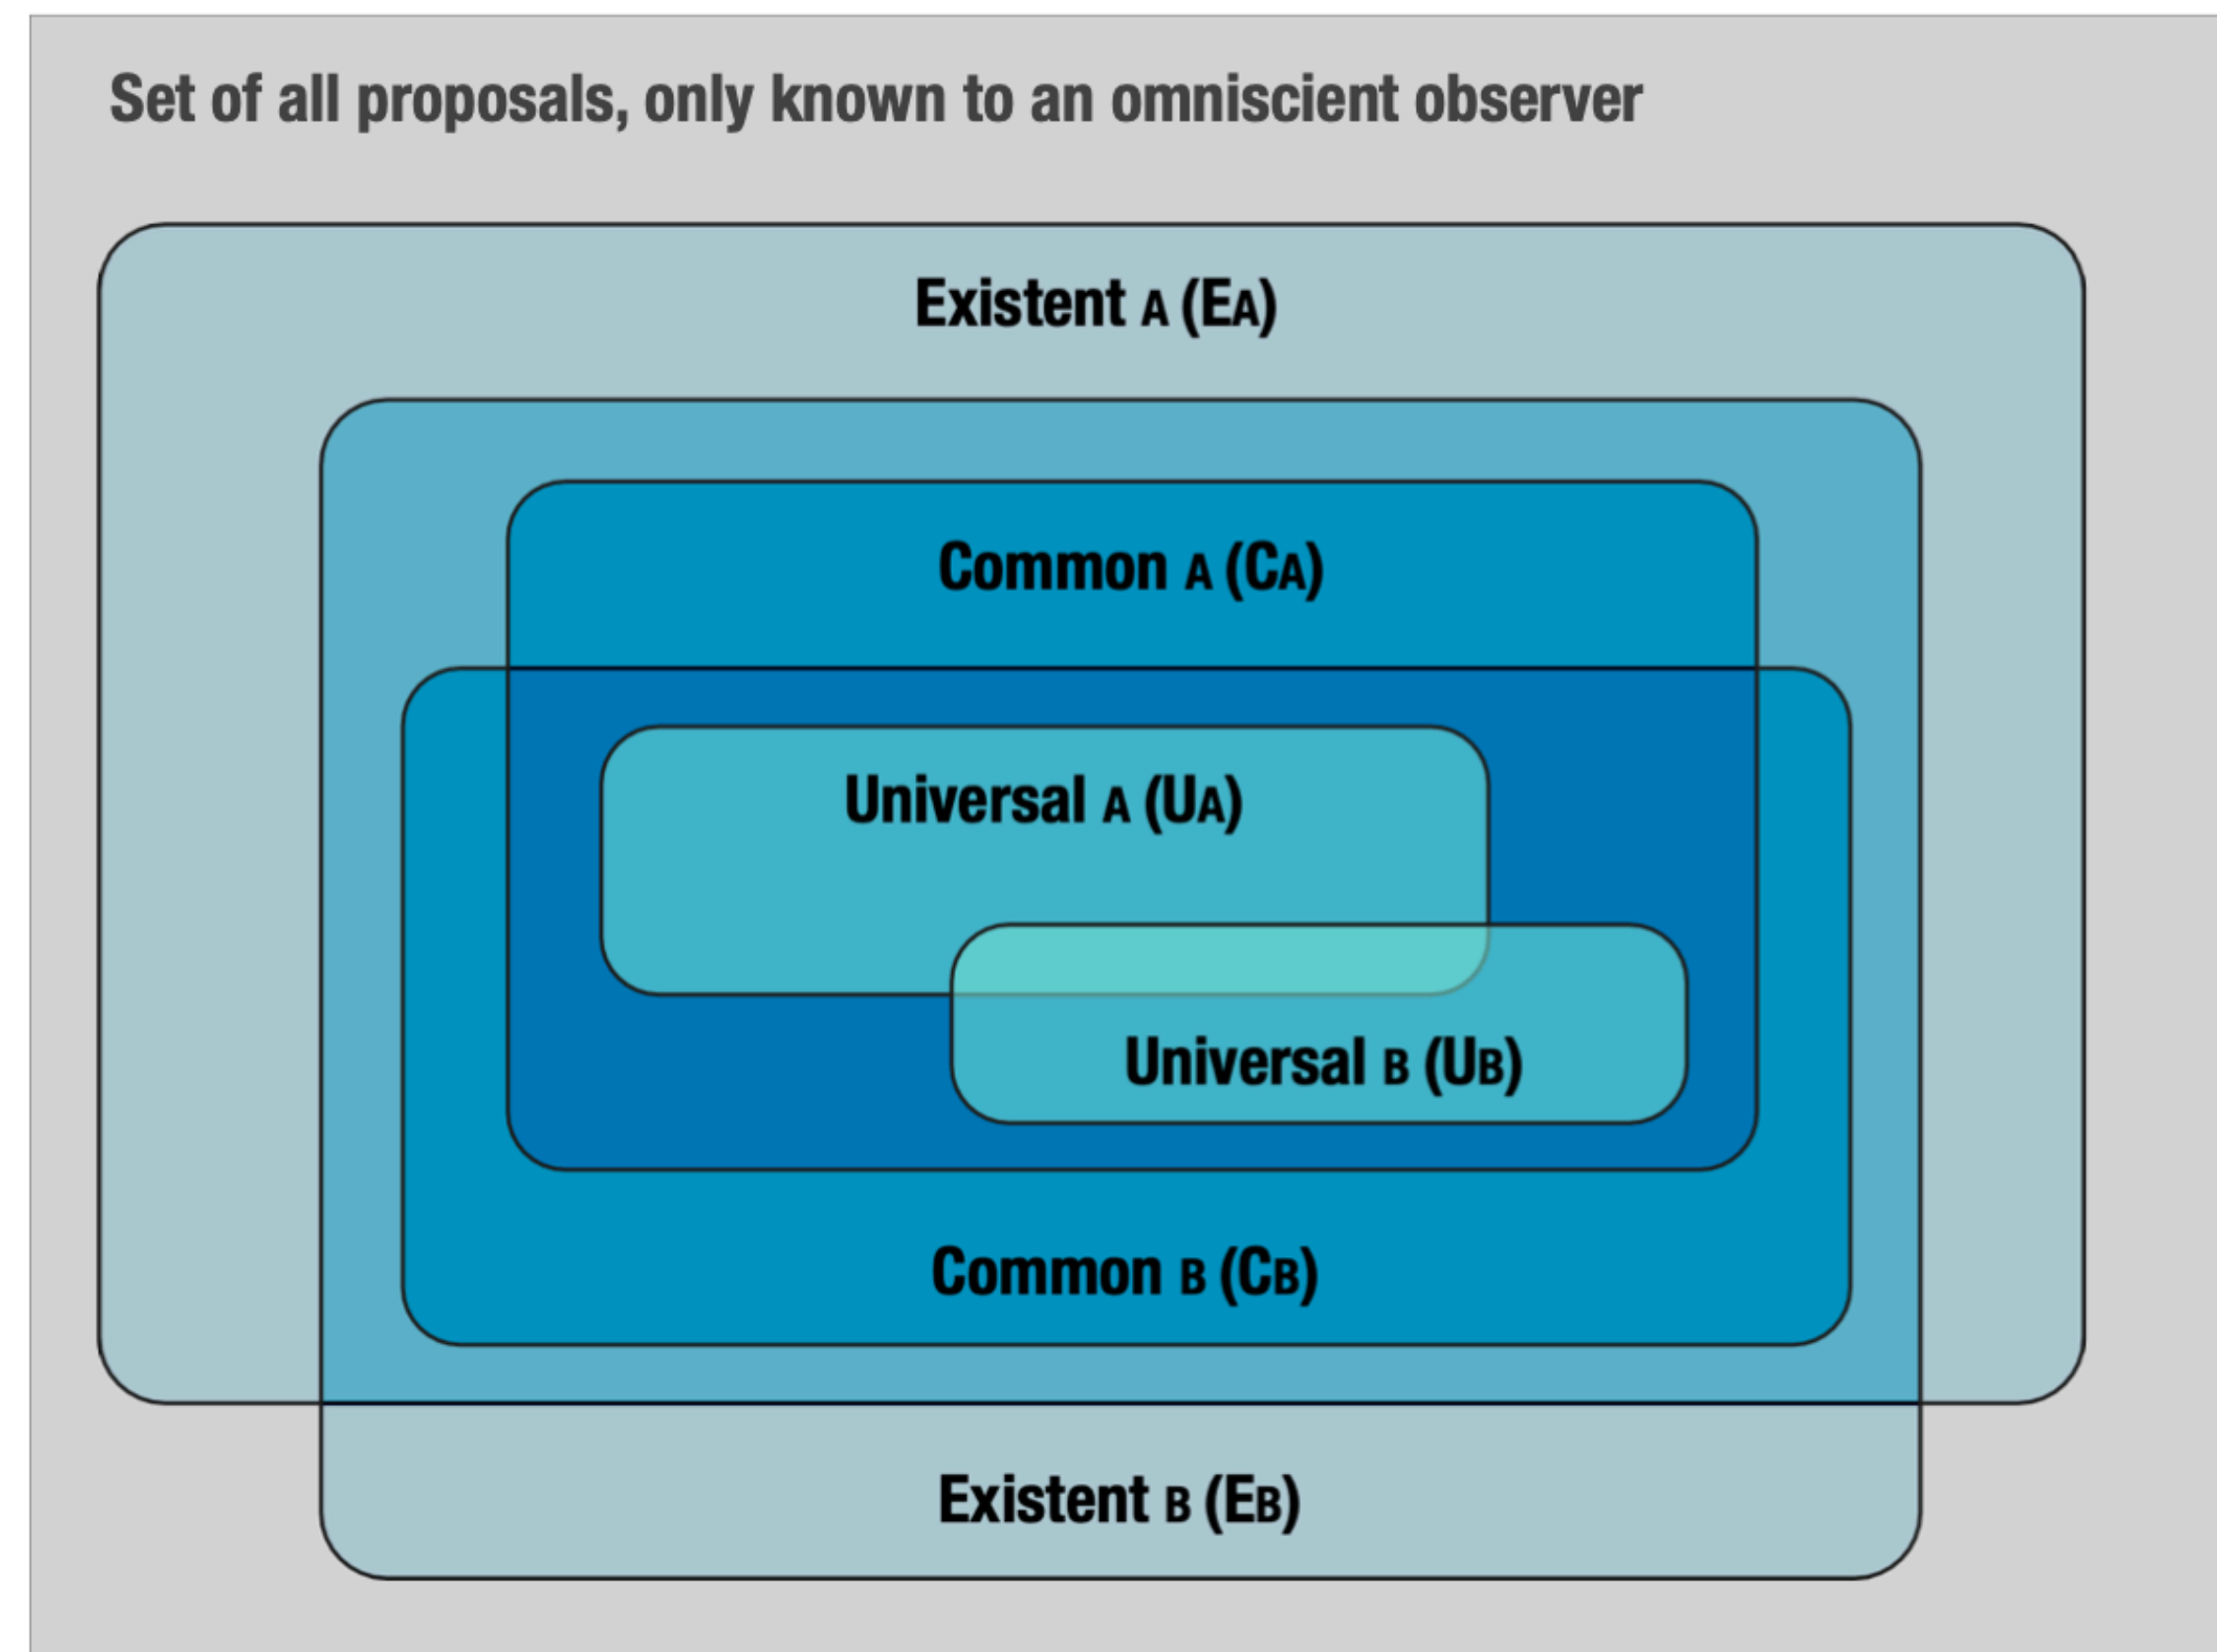 Set of all proposals, only known to an omniscient observer
Existent A (EA)
Common A (CA)
Universal A (UA)
Universal B (UB)
Common B (CB)
Existent B (EB)